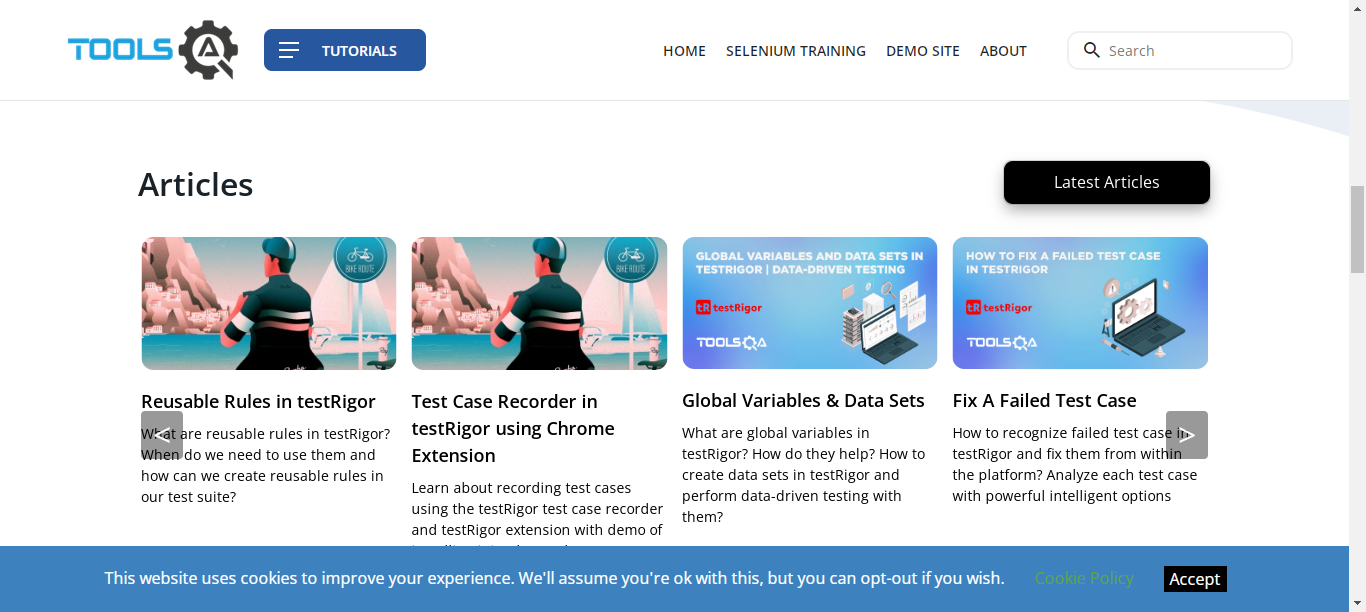 TOOLSQA
TUTORIALS
HOME
SELENIUM TRAINING
DEMO SITE
ABOUT
Search
Articles
Latest Articles
BIKE ROUTE
BIKE ROUTE
GLOBAL VARIABLES AND DATA SETS IN
TESTRIGOR | DATA-DRIVEN TESTING
tR testRigor
TOOLSQA
HOW TO FIX A FAILED TEST CASE
IN TESTRIGOR
tR testRigor
TOOLSQA
Reusable Rules in testRigor
What are reusable rules in testRigor?
When do we need to use them and
how can we create reusable rules in
our test suite?
Test Case Recorder in
testRigor using Chrome
Extension
Learn about recording test cases
using the testRigor test case recorder
and testRigor extension with demo of
Global Variables & Data Sets
What are global variables in
testRigor? How do they help? How to
create data sets in testRigor and
perform data-driven testing with
them?
Fix A Failed Test Case
How to recognize failed test case in
testRigor and fix them from within
the platform? Analyze each test case
with powerful intelligent options
<
>
This website uses cookies to improve your experience. We'll assume you're ok with this, but you can opt-out if you wish.
Cookie Policy
Accept